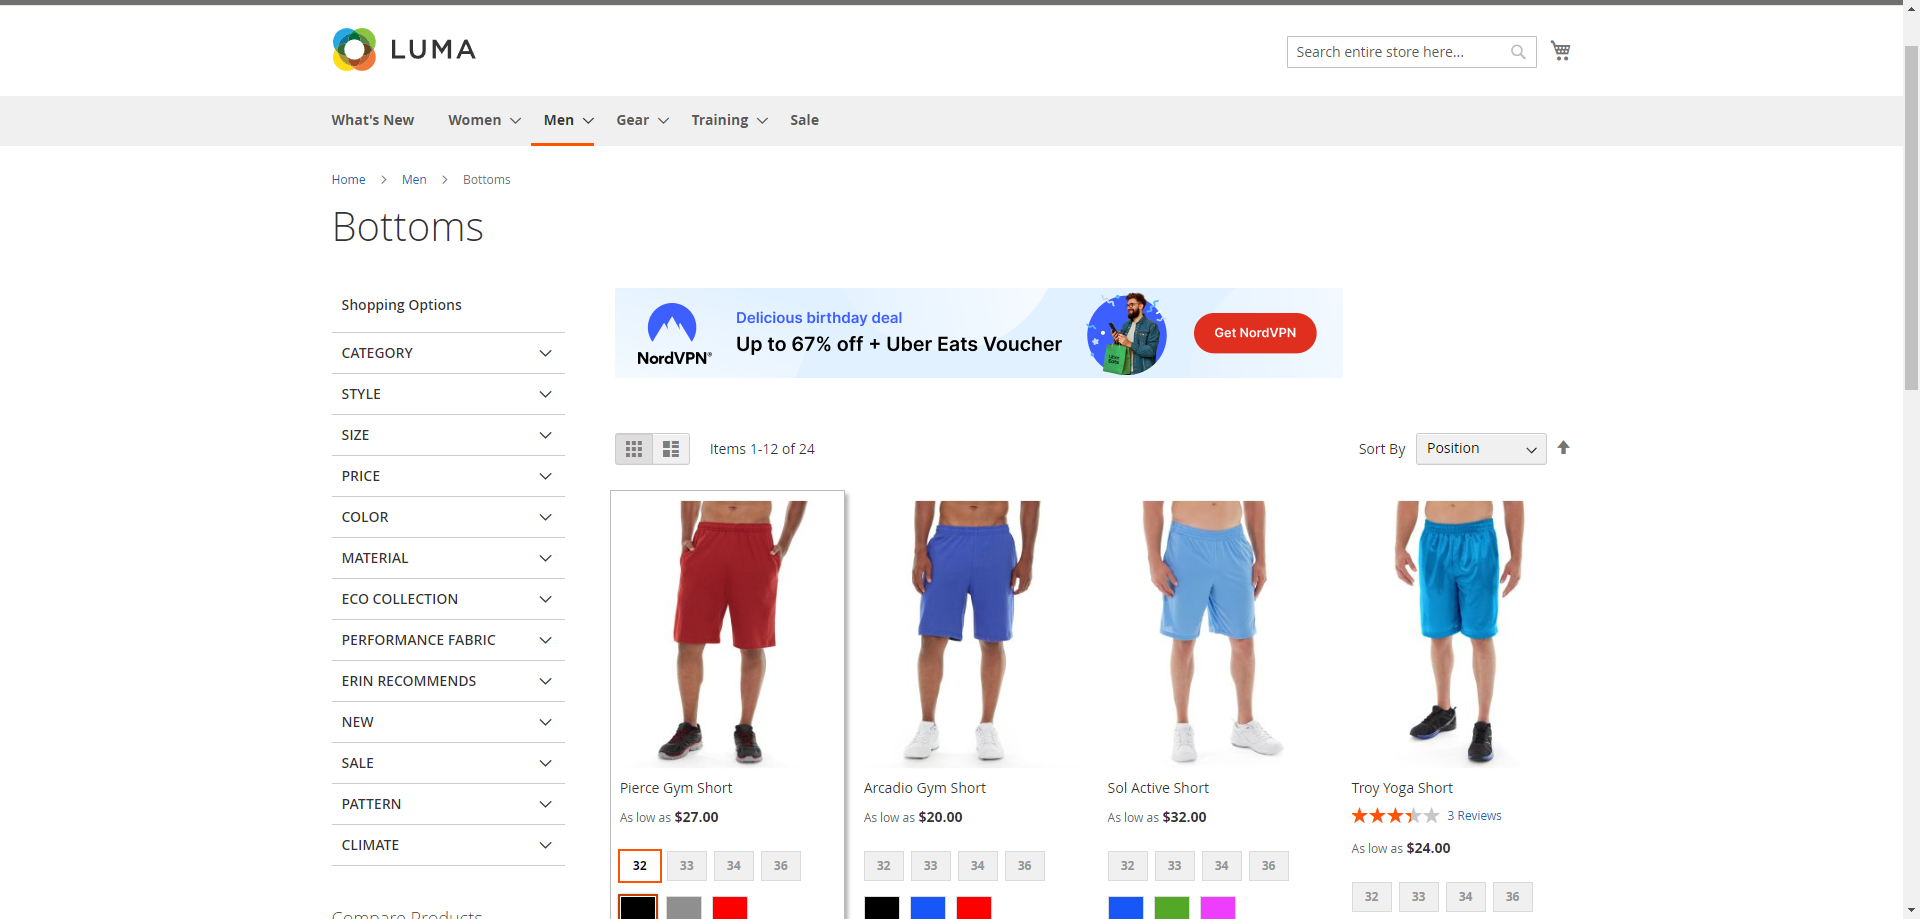 LUMA
Search entire store here...
What's New Women Men Gear Training Sale
Home > Men > Bottoms
Bottoms
Shopping Options
CATEGORY
STYLE
SIZE
PRICE
COLOR
MATERIAL
ECO COLLECTION
PERFORMANCE FABRIC
ERIN RECOMMENDS
NEW
SALE
PATTERN
CLIMATE
Compare Products
NordVPN®
Delicious birthday deal
Up to 67% off + Uber Eats Voucher
Get NordVPN
Items 1-12 of 24
Sort By Position
Pierce Gym Short
As low as $27.00
32 33 34 36
Arcadio Gym Short
As low as $20.00
32 33 34 36
Sol Active Short
As low as $32.00
32 33 34 36
Troy Yoga Short
3 Reviews
As low as $24.00
32 33 34 36